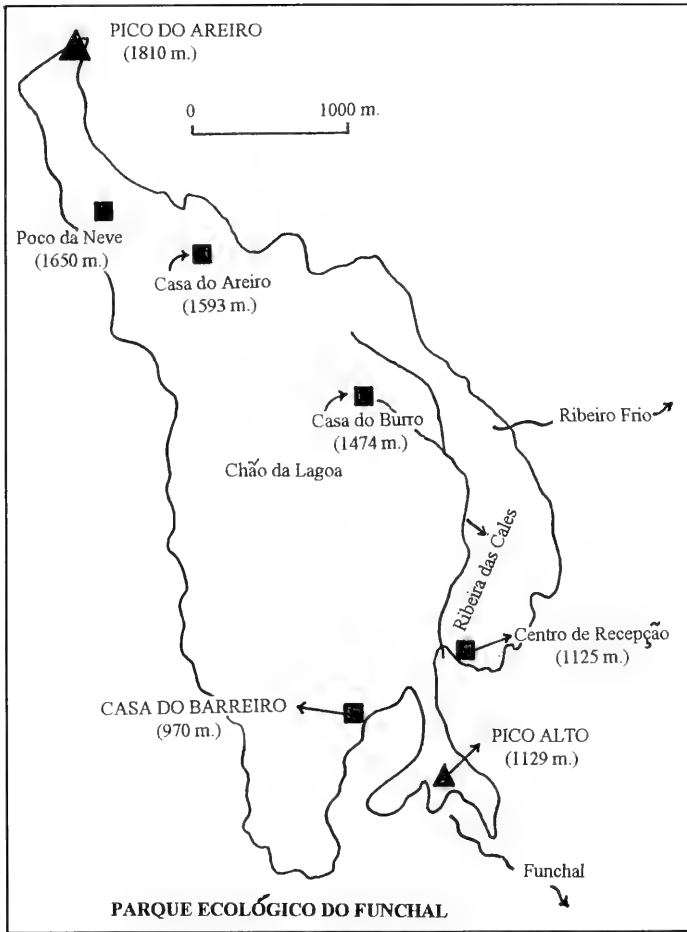 PICO DO AREIRO
(1810 m.)
0 1000 m.
Poco da Neve
(1650 m.)
Casa do Areiro
(1593 m.)
Casa do Burro
(1474 m.)
Ribeiro Frio
Chão da Lagoa
Ribeira das Cales
Centro de Recepção
(1125 m.)
CASA DO BARREIRO
(970 m.)
PICO ALTO
(1129 m.)
Funchal
PARQUE ECOLÓGICO DO FUNCHAL